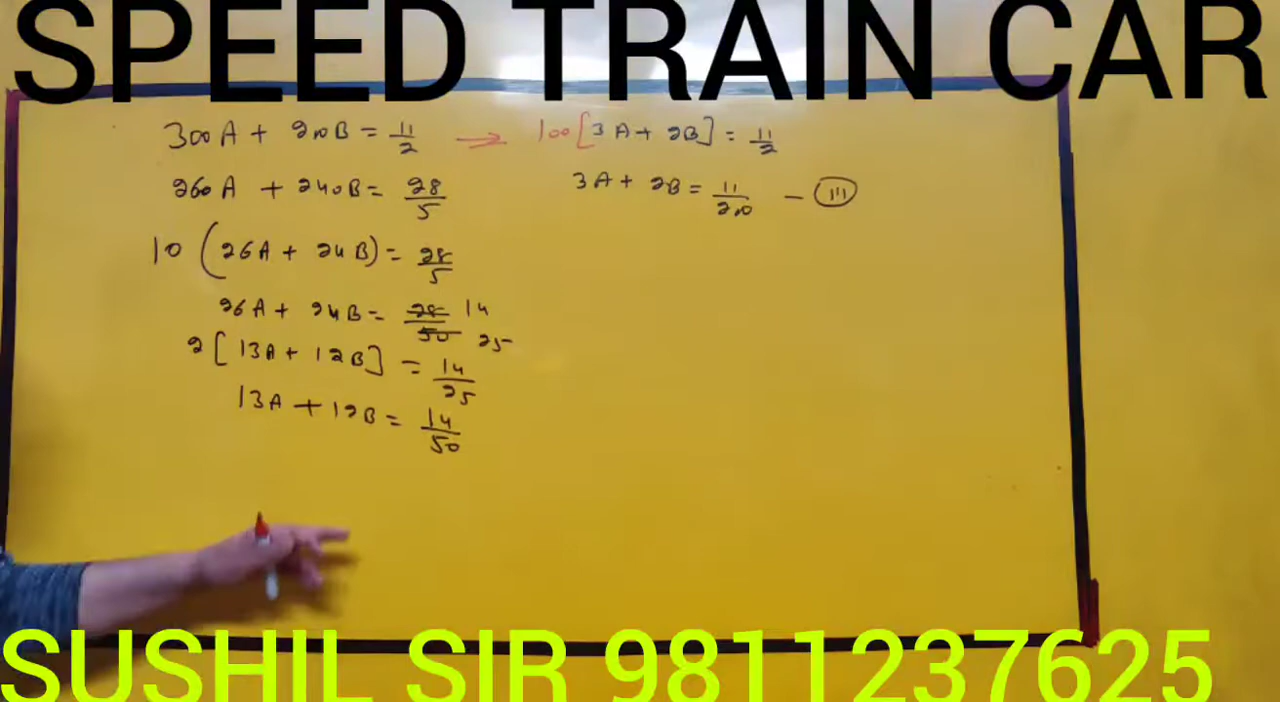 SPEED TRAIN CAR
300A + 200B = 11/2 → 100[3A + 2B] = 11/2
260A + 240B = 28/5
3A + 2B = 11/200 - (III)
10 (26A + 24B) = 28/5
26A + 24B = 28/50 14 25
2[13A + 12B] = 14/25
13A + 12B = 14/50
SUSHIL SIR 9811237625